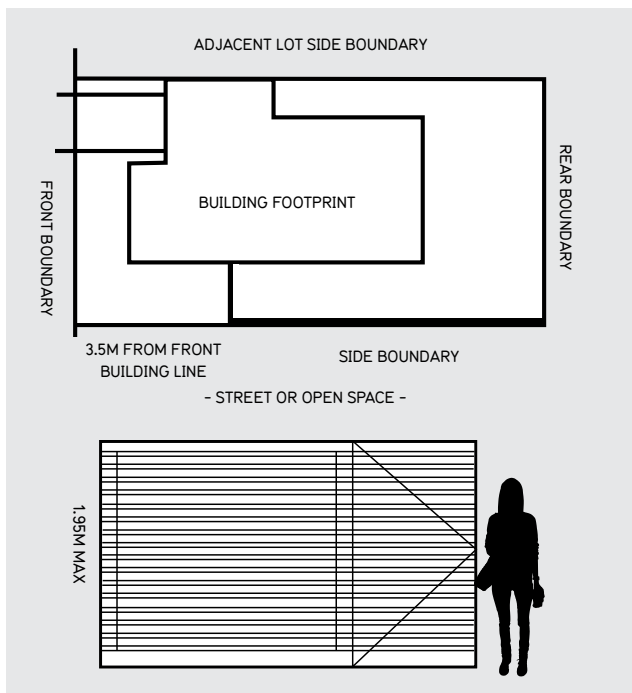 ADJACENT LOT SIDE BOUNDARY
FRONT BOUNDARY
BUILDING FOOTPRINT
REAR BOUNDARY
3.5M FROM FRONT
BUILDING LINE
SIDE BOUNDARY
- STREET OR OPEN SPACE -
1.95M MAX